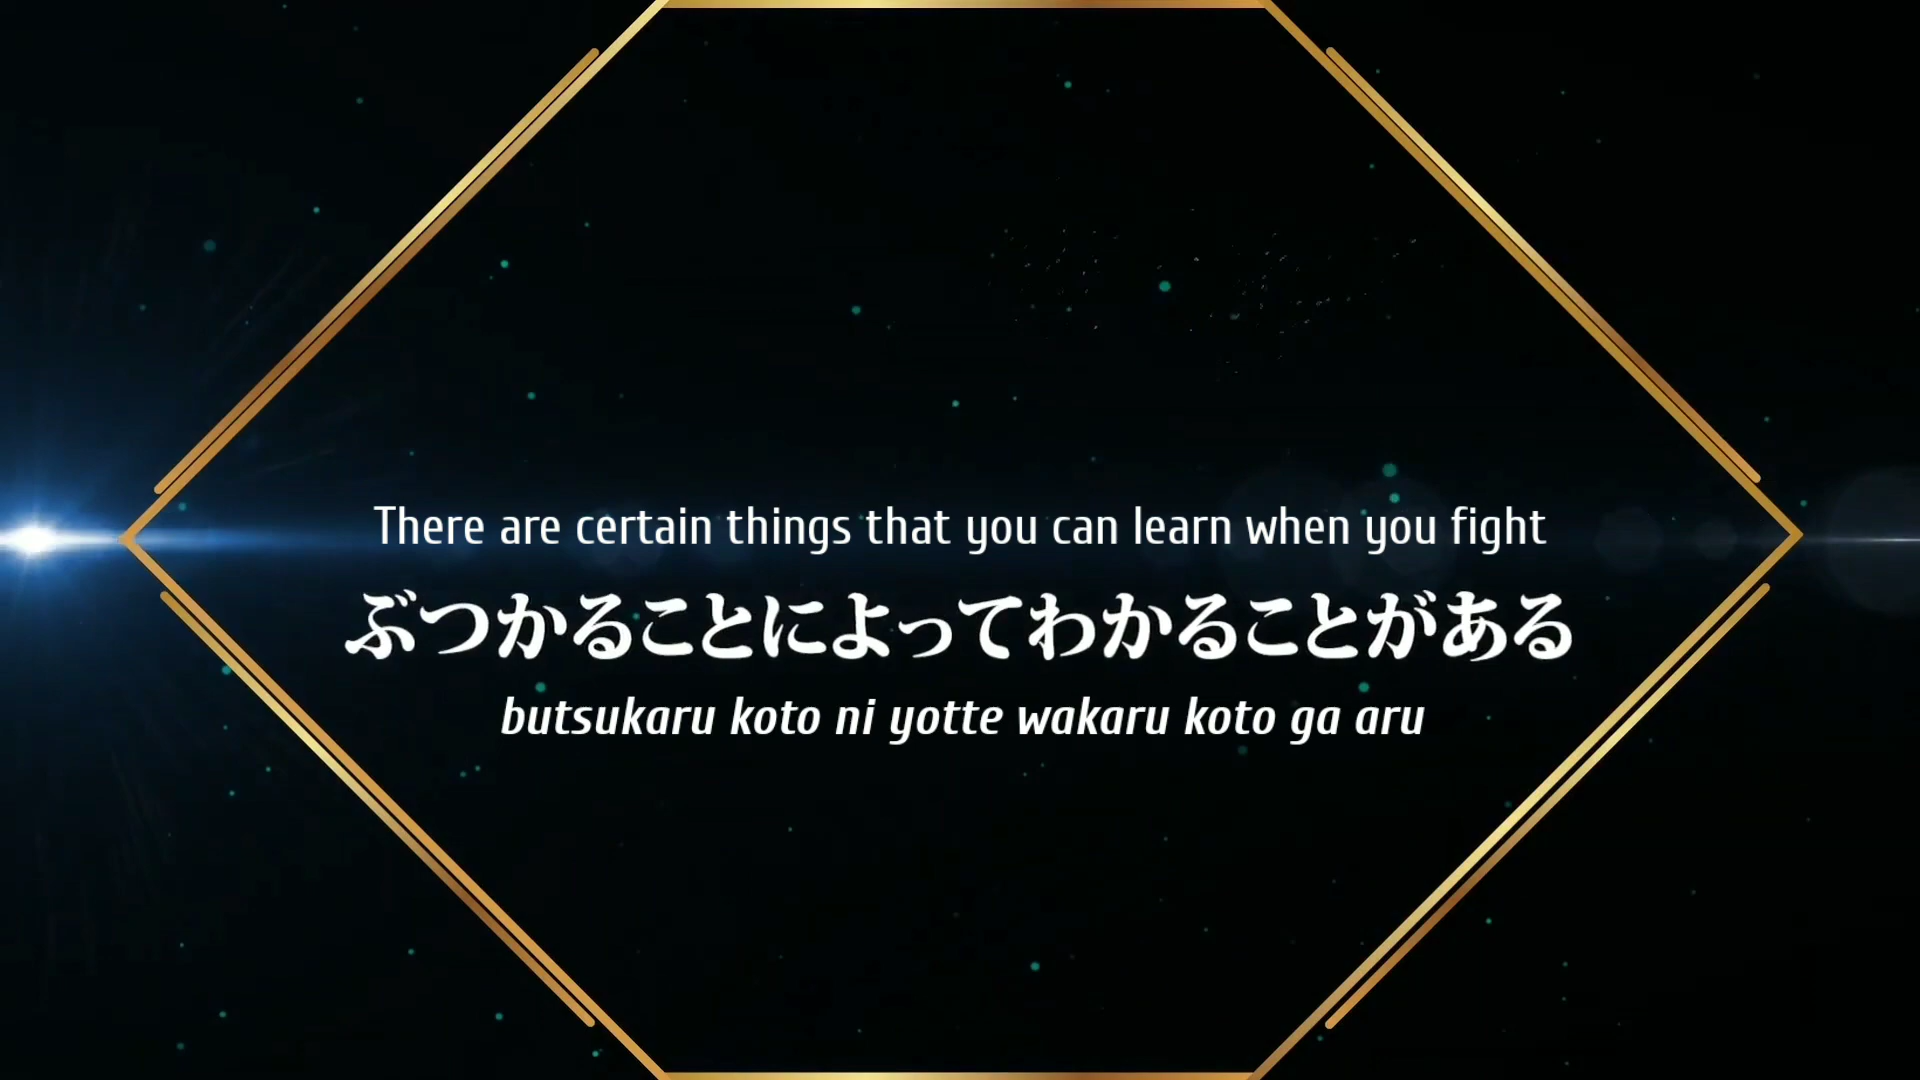 There are certain things that you can learn when you fight
ぶつかることによってわかることがある
butsukaru koto ni yotte wakaru koto ga aru